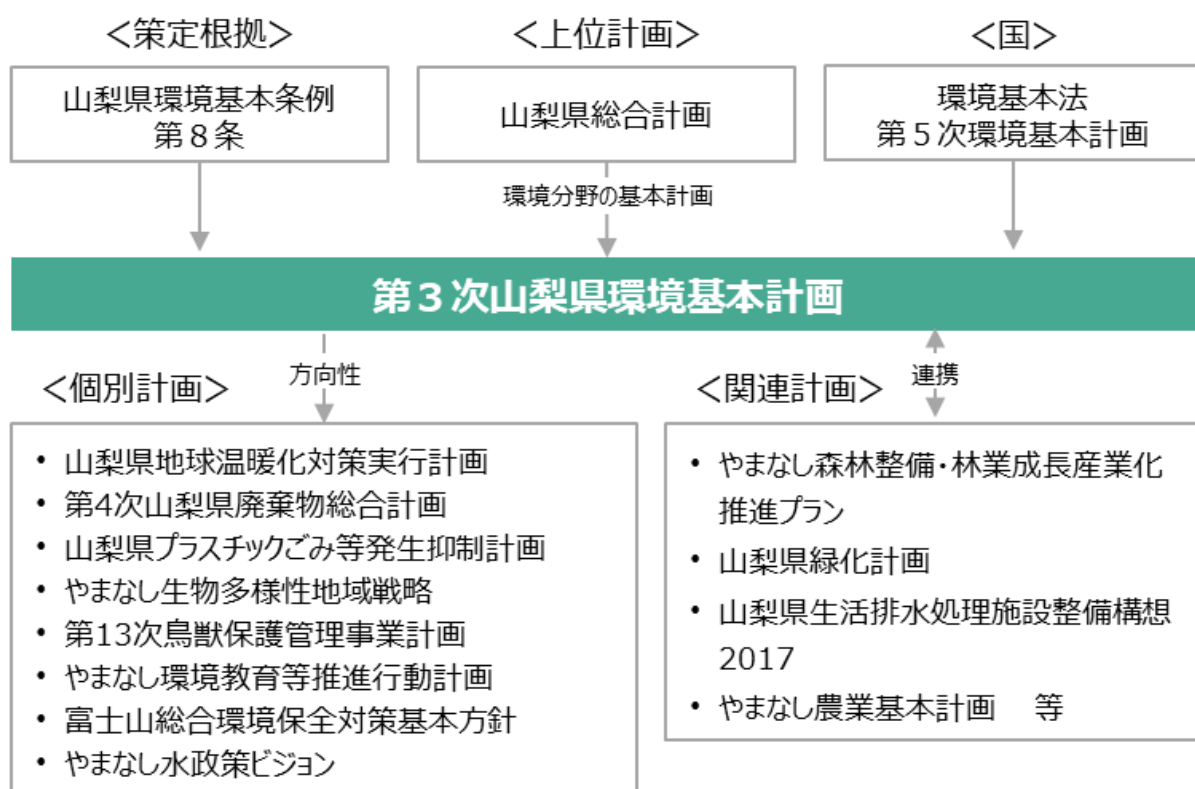 ＜策定根拠＞
山梨県環境基本条例
第８条
＜上位計画＞
山梨県総合計画
＜国＞
環境基本法
第５次環境基本計画
環境分野の基本計画
第３次山梨県環境基本計画
方向性
＜個別計画＞
• 山梨県地球温暖化対策実行計画
• 第4次山梨県廃棄物総合計画
• 山梨県プラスチックごみ等発生抑制計画
• やまなし生物多様性地域戦略
• 第13次鳥獣保護管理事業計画
• やまなし環境教育等推進行動計画
• 富士山総合環境保全対策基本方針
• やまなし水政策ビジョン
連携
＜関連計画＞
• やまなし森林整備・林業成長産業化
推進プラン
• 山梨県緑化計画
• 山梨県生活排水処理施設整備構想
2017
• やまなし農業基本計画　等